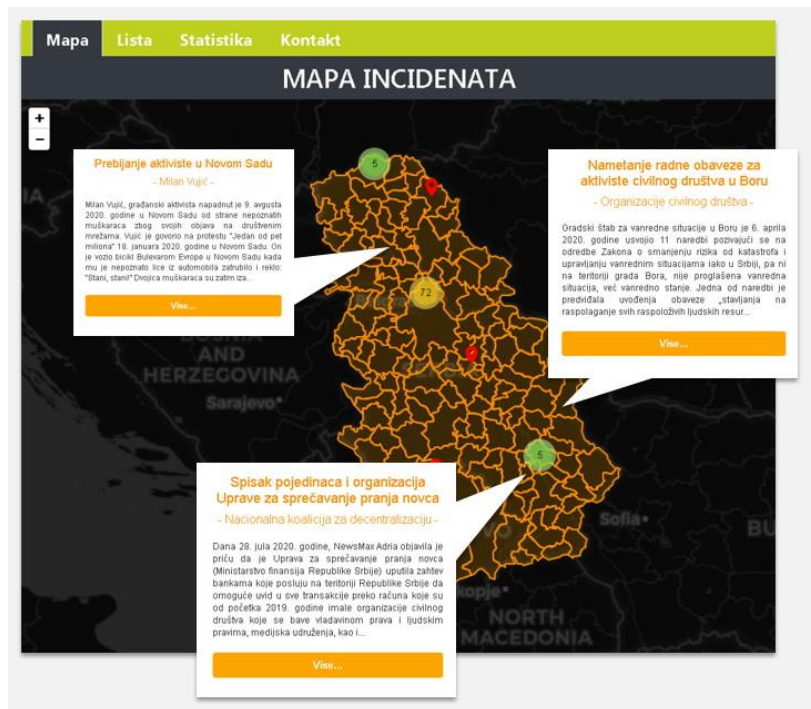 Mapa Lista Statistika Kontakt
MAPA INCIDENATA
+
−
5
Prebijanje aktiviste u Novom Sadu
- Milan Vujić -
Milan Vujić, građanski aktivista napadnut je 9. avgusta
2020. godine u Novom Sadu od strane nepoznatih
muškaraca zbog svojih objava na društvenim
mrežama. Vujić je govorio na protestu "Jedan od pet
miliona" 18. januara 2020. godine u Novom Sadu. On
je vozio bicikl Bulevarom Evrope u Novom Sadu kada
mu je nepoznato lice iz automobila zatrubilo i reklo:
"Stani, stani!" Dvojica muškaraca su zatim iza...
Vise...
Nametanje radne obaveze za
aktiviste civilnog društva u Boru
- Organizacije civilnog društva -
Gradski štab za vanredne situacije u Boru je 6. aprila
2020. godine usvojio 11 naredbi pozivajući se na
odredbe Zakona o smanjenju rizika od katastrofa i
upravljanju vanrednim situacijama iako u Srbiji, pa ni
na teritoriji grada Bora, nije proglašena vanredna
situacija, već vanredno stanje. Jedna od naredbi je
predviđala uvođenja obaveze „stavljanja na
raspolaganje svih raspoloživih ljudskih resur...
Vise...
72
AND
HERZEGOVINA
Sarajevo
SERBIA
5
Spisak pojedinaca i organizacija
Uprave za sprečavanje pranja novca
- Nacionalna koalicija za decentralizaciju -
Dana 28. jula 2020. godine, NewsMax Adria objavila je
priču da je Uprava za sprečavanje pranja novca
(Ministarstvo finansija Republike Srbije) uputila zahtev
bankama koje posluju na teritoriji Republike Srbije da
omoguće uvid u sve transakcije preko računa koje su
od početka 2019. godine imale organizacije civilnog
društva koje se bave vladavinom prava i ljudskim
pravima, medijska udruženja, kao i...
Vise...
Sofia
BU
kopje
NORTH
MACEDONIA